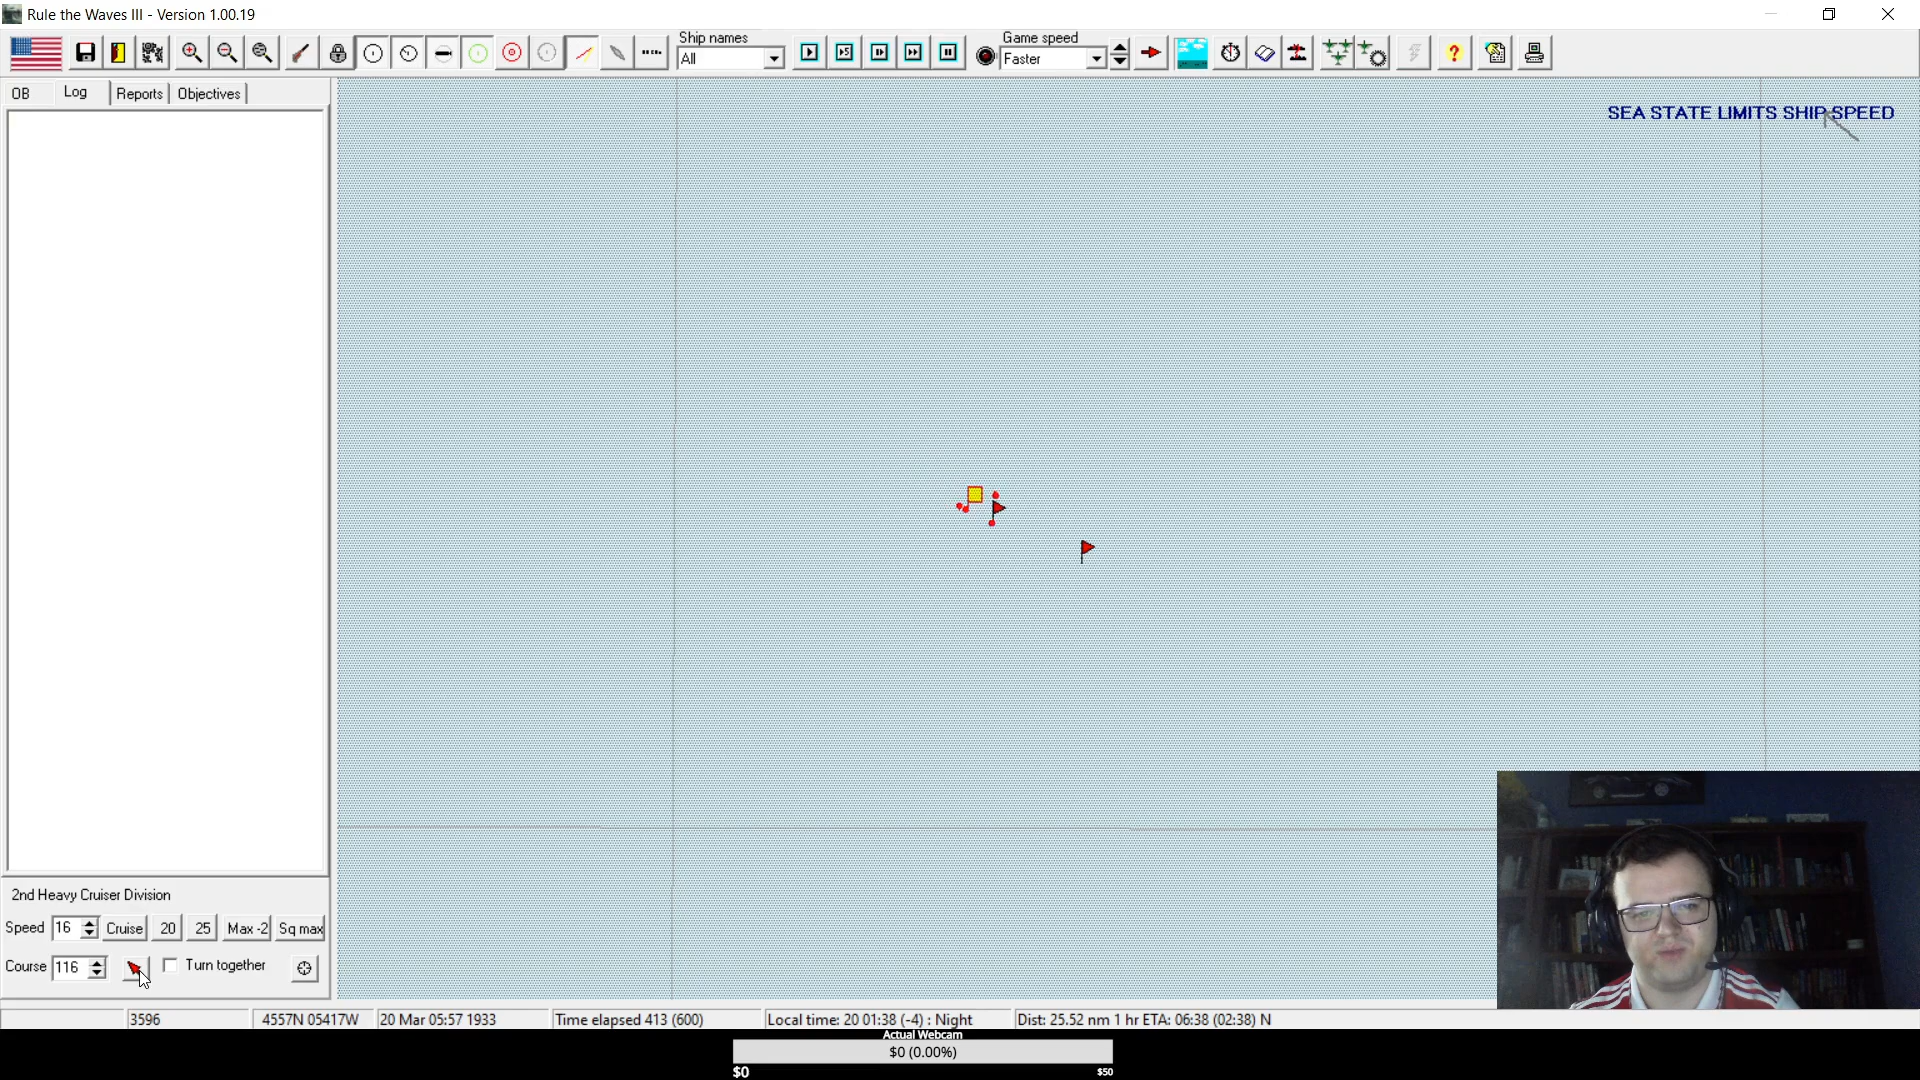 Rule the Waves III - Version 1.00.19
Ship names
All
Game speed
Faster
OB
Log
Reports
Objectives
SEA STATE LIMITS SHIP SPEED
2nd Heavy Cruiser Division
Speed 16 Cruise 20 25 Max -2 Sq max
Course 116 Turn together
3596
4557N 05417W
20 Mar 05:57 1933
Time elapsed 413 (600)
Local time: 20 01:38 (-4) : Night
Dist: 25.52 nm 1 hr ETA: 06:38 (02:38) N
Actual Webcam
$0 (0.00%)
$0
$50